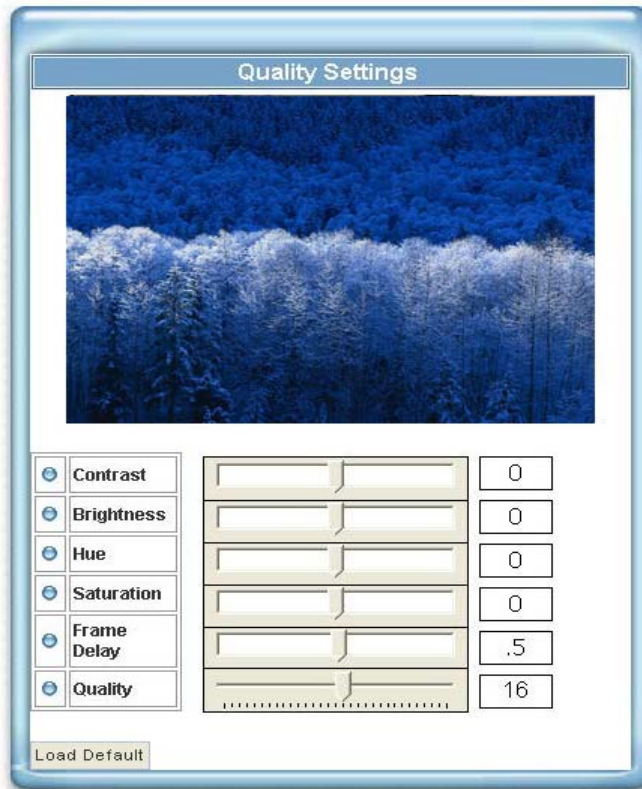 Quality Settings
Contrast
0
Brightness
0
Hue
0
Saturation
0
Frame
Delay
.5
Quality
16
Load Default